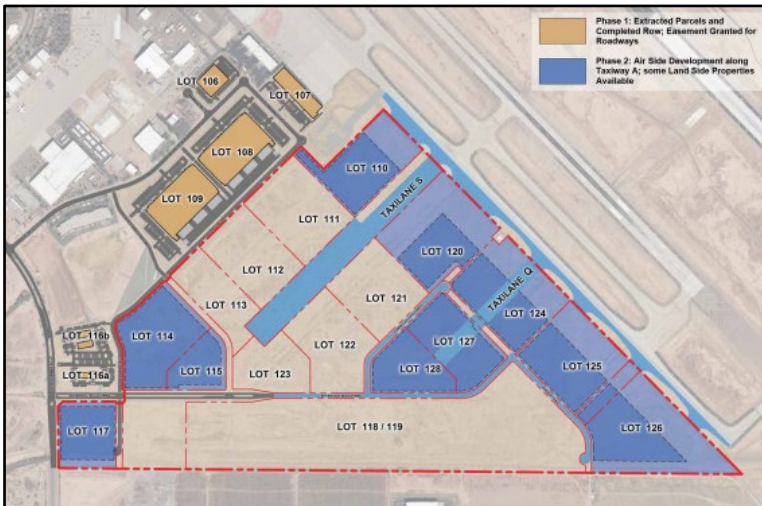 Phase 1: Extracted Parcels and
Completed Row; Easement Granted for
Roadways
Phase 2: Air Side Development along
Taxiway A; some Land Side Properties
Available
LOT 106
LOT 107
LOT 108
LOT 109
LOT 110
LOT 111
TAXILANE S
LOT 112
LOT 113
LOT 120
TAXILANE Q
LOT 121
LOT 124
LOT 114
LOT 116b
LOT 122
LOT 127
LOT 115
LOT 125
LOT 116a
LOT 123
LOT 128
LOT 117
LOT 118 / 119
LOT 126